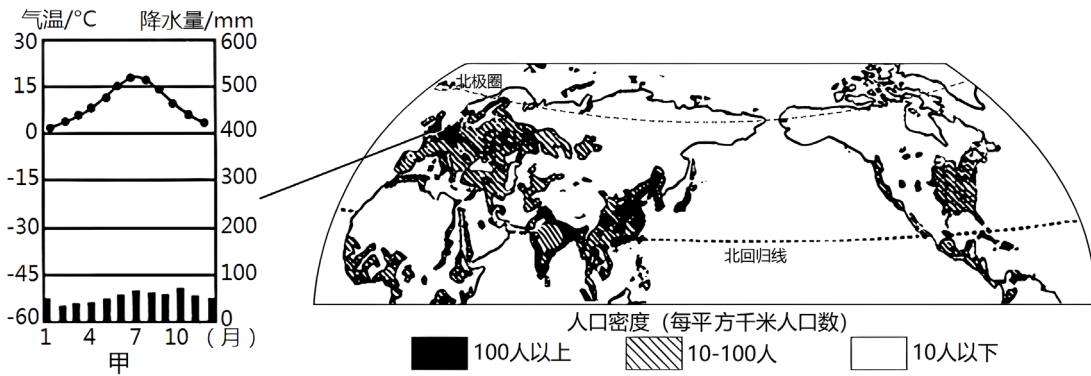 气温/°C 降水量/mm
30 600
15 500
0 400
-15 300
-30 200
-45 100
-60 0
1 4 7 10 (月)
甲
北极圈
北回归线
人口密度 (每平方千米人口数)
100人以上 10-100人 10人以下